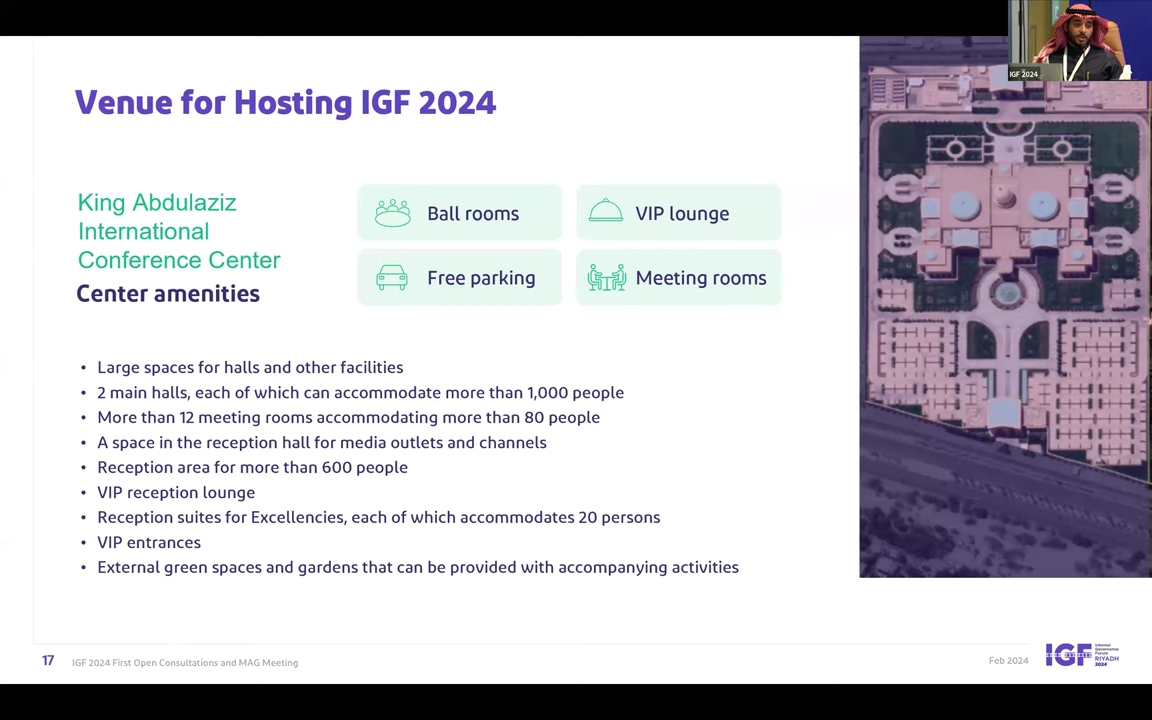 IGF 2024
Venue for Hosting IGF 2024
King Abdulaziz
International
Conference Center
Center amenities
Ball rooms
VIP lounge
Free parking
Meeting rooms
• Large spaces for halls and other facilities
• 2 main halls, each of which can accommodate more than 1,000 people
• More than 12 meeting rooms accommodating more than 80 people
• A space in the reception hall for media outlets and channels
• Reception area for more than 600 people
• VIP reception lounge
• Reception suites for Excellencies, each of which accommodates 20 persons
• VIP entrances
• External green spaces and gardens that can be provided with accompanying activities
17
IGF 2024 First Open Consultations and MAG Meeting
Feb 2024
IGF
Internet
Governance
Forum
RIYADH
2024